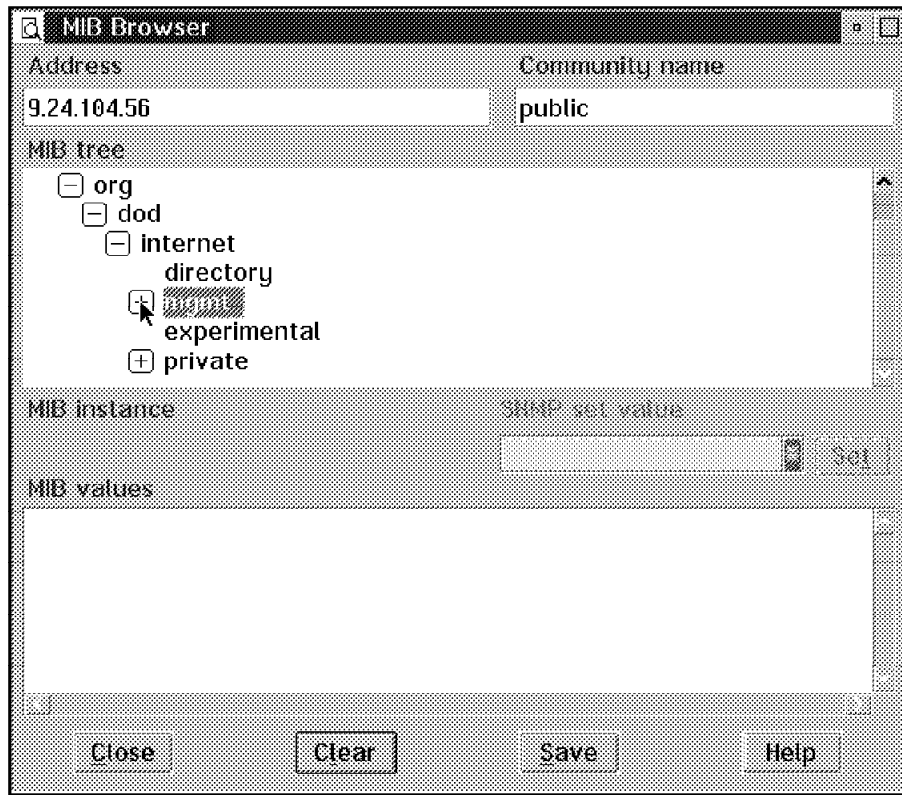 MIB Browser
Address Community name
9.24.104.56 public
MIB tree
org
dod
internet
directory
mgmt
experimental
private
MIB instance SNMP set value
Set
MIB values
Close Clear Save Help